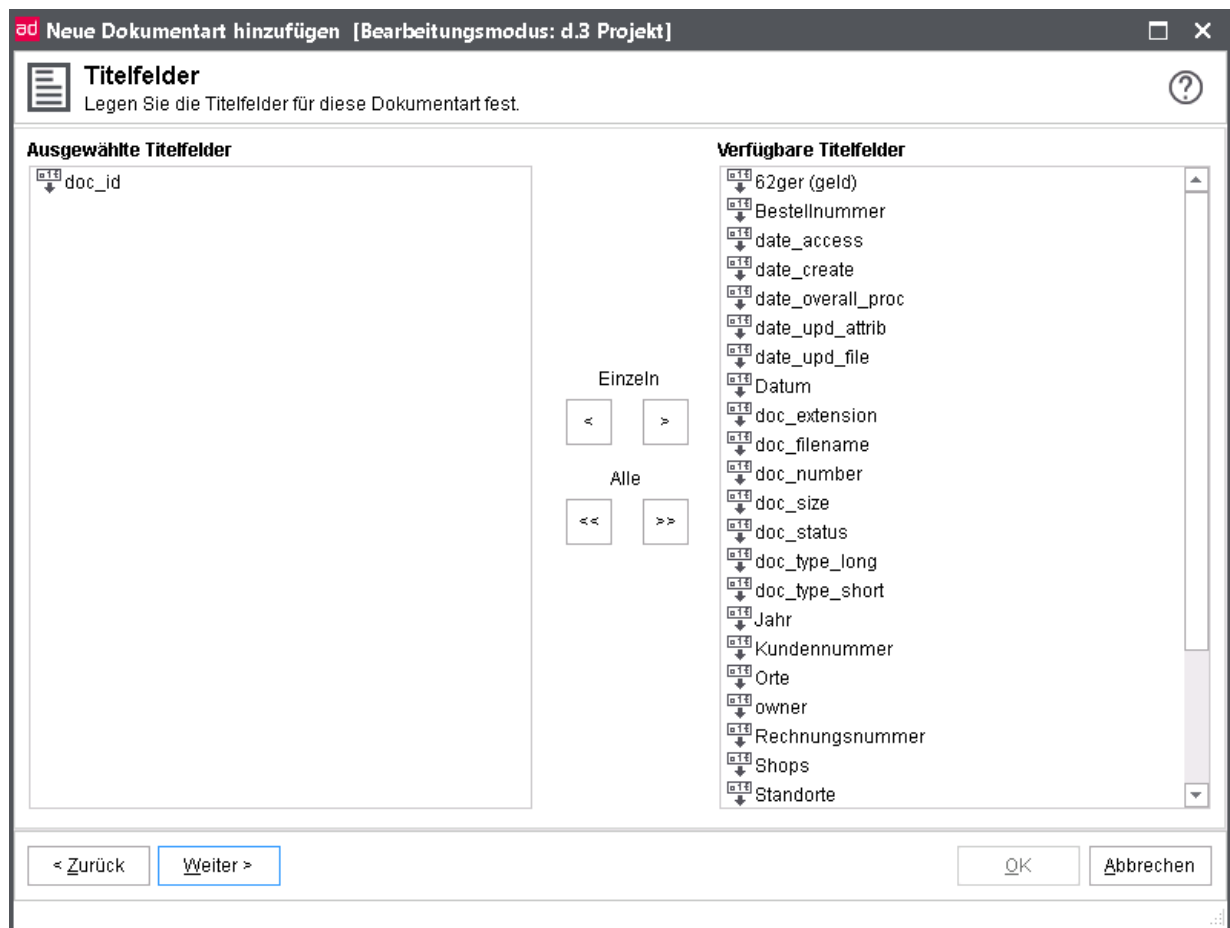 ad Neue Dokumentart hinzufügen [Bearbeitungsmodus: d.3 Projekt]
Titelfelder
Legen Sie die Titelfelder für diese Dokumentart fest.
Ausgewählte Titelfelder
doc_id
Einzeln
< >
Alle
<< >>
Verfügbare Titelfelder
62ger (geld)
Bestellnummer
date_access
date_create
date_overall_proc
date_upd_attrib
date_upd_file
Datum
doc_extension
doc_filename
doc_number
doc_size
doc_status
doc_type_long
doc_type_short
Jahr
Kundennummer
Orte
owner
Rechnungsnummer
Shops
Standorte
< Zurück Weiter > OK Abbrechen